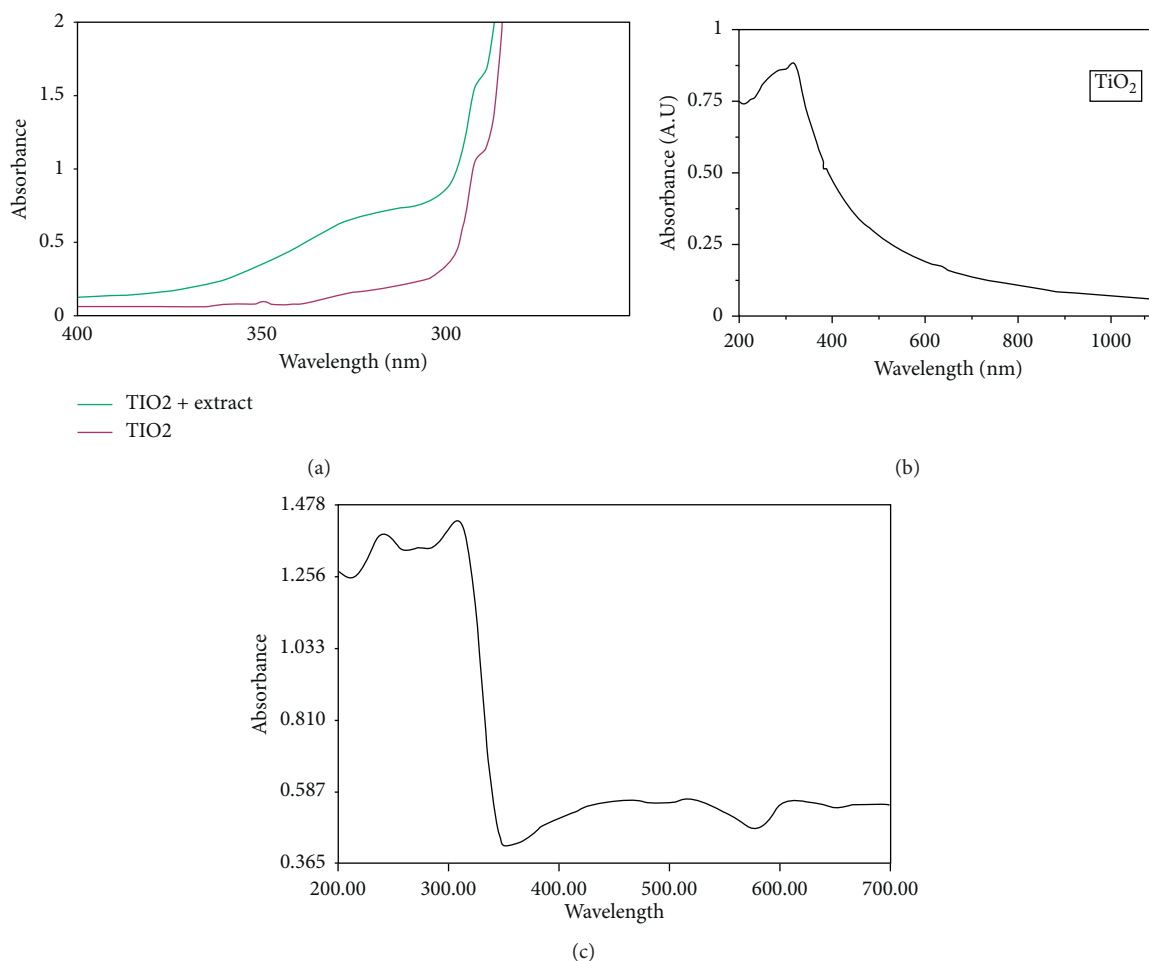 2
1.5
1
0.5
0
Absorbance
400
350
300
Wavelength (nm)
TIO2 + extract
TIO2
(a)
1
0.75
0.50
0.25
0
Absorbance (A.U)
TiO₂
200
400
600
800
1000
Wavelength (nm)
(b)
1.478
1.256
1.033
0.810
0.587
0.365
Absorbance
200.00
300.00
400.00
500.00
600.00
700.00
Wavelength
(c)